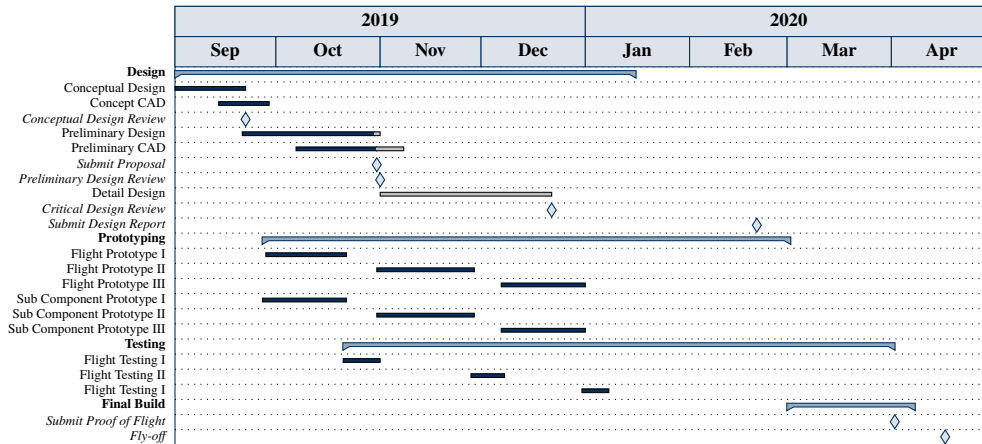 2019 2020
Sep Oct Nov Dec Jan Feb Mar Apr
Design
Conceptual Design
Concept CAD
Conceptual Design Review
Preliminary Design
Preliminary CAD
Submit Proposal
Preliminary Design Review
Detail Design
Critical Design Review
Submit Design Report
Prototyping
Flight Prototype I
Flight Prototype II
Flight Prototype III
Sub Component Prototype I
Sub Component Prototype II
Sub Component Prototype III
Testing
Flight Testing I
Flight Testing II
Flight Testing I
Final Build
Submit Proof of Flight
Fly-off